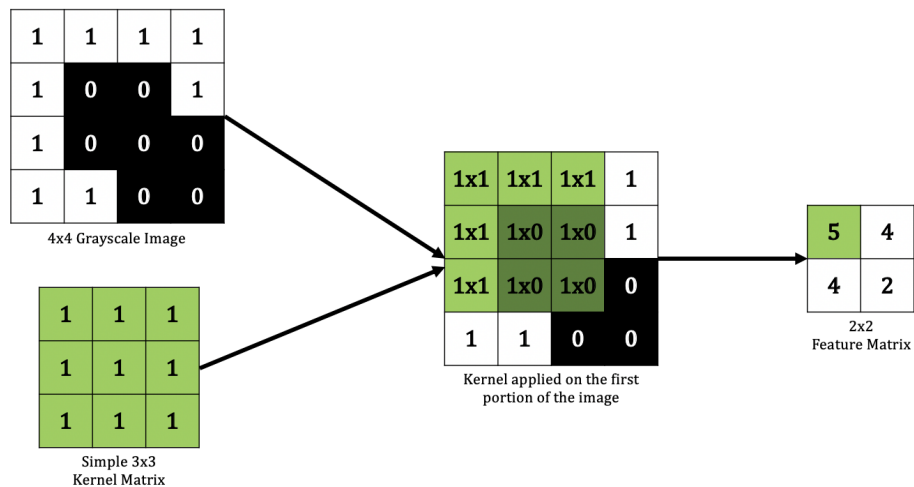 1 1 1 1
1 0 0 1
1 0 0 0
1 1 0 0
4x4 Grayscale Image
1 1 1
1 1 1
1 1 1
Simple 3x3
Kernel Matrix
1x1 1x1 1x1 1
1x1 1x0 1x0 1
1x1 1x0 1x0 0
1 1 0 0
Kernel applied on the first
portion of the image
5 4
4 2
2x2
Feature Matrix